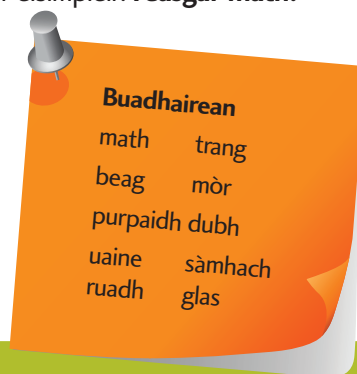 Buadhairean
math trang
beag mòr
purpaidh dubh
uaine sàmhach
ruadh glas